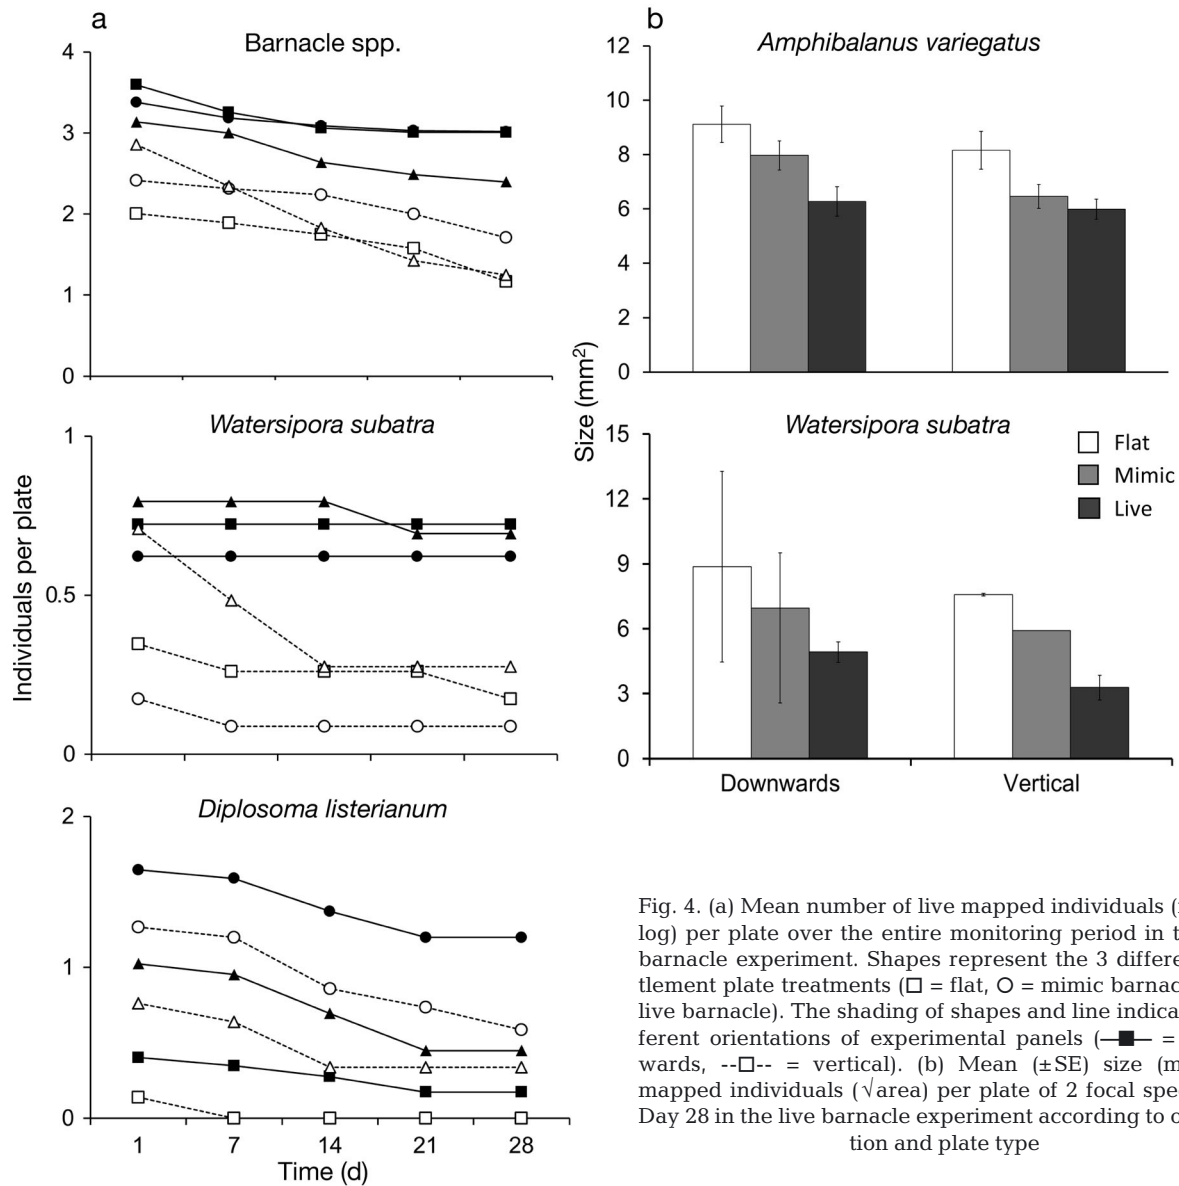 a
Barnacle spp.
4
3
2
1
0
Watersipora subatra
1
0.5
0
Individuals per plate
Diplosoma listerianum
2
1
0
1 7 14 21 28
Time (d)
b
Amphibalanus variegatus
12
10
8
6
4
2
0
Size (mm²)
Watersipora subatra
15
12
9
6
3
0
Flat
Mimic
Live
Downwards Vertical
Fig. 4. (a) Mean number of live mapped individuals
log) per plate over the entire monitoring period in
barnacle experiment. Shapes represent the 3
tlement plate treatments (□ = flat, ○ = mimic
live barnacle). The shading of shapes and line
ferent orientations of experimental panels (—■— =
wards, --□-- = vertical). (b) Mean (±SE) size
mapped individuals (√area) per plate of 2 focal
Day 28 in the live barnacle experiment according to
tion and plate type